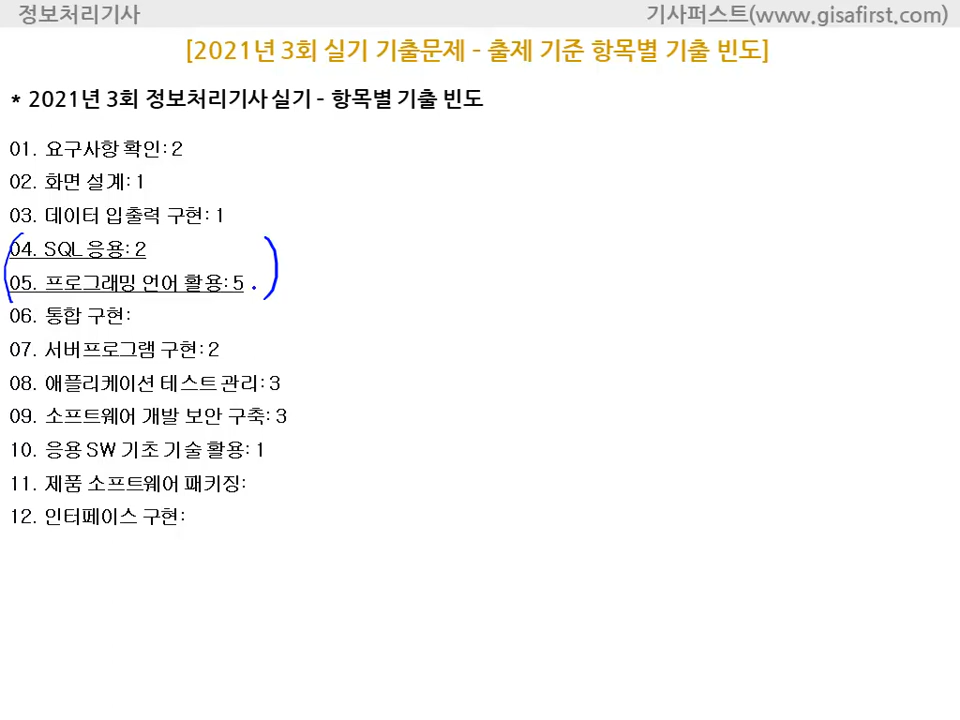 정보처리기사
기사퍼스트(www.gisafirst.com)
[2021년 3회 실기 기출문제 - 출제 기준 항목별 기출 빈도]
* 2021년 3회 정보처리기사 실기 - 항목별 기출 빈도
01. 요구사항 확인: 2
02. 화면 설계: 1
03. 데이터 입출력 구현: 1
04. SQL 응용: 2
05. 프로그래밍 언어 활용: 5
06. 통합 구현:
07. 서버프로그램 구현: 2
08. 애플리케이션 테스트 관리: 3
09. 소프트웨어 개발 보안 구축: 3
10. 응용 SW 기초 기술 활용: 1
11. 제품 소프트웨어 패키징:
12. 인터페이스 구현: